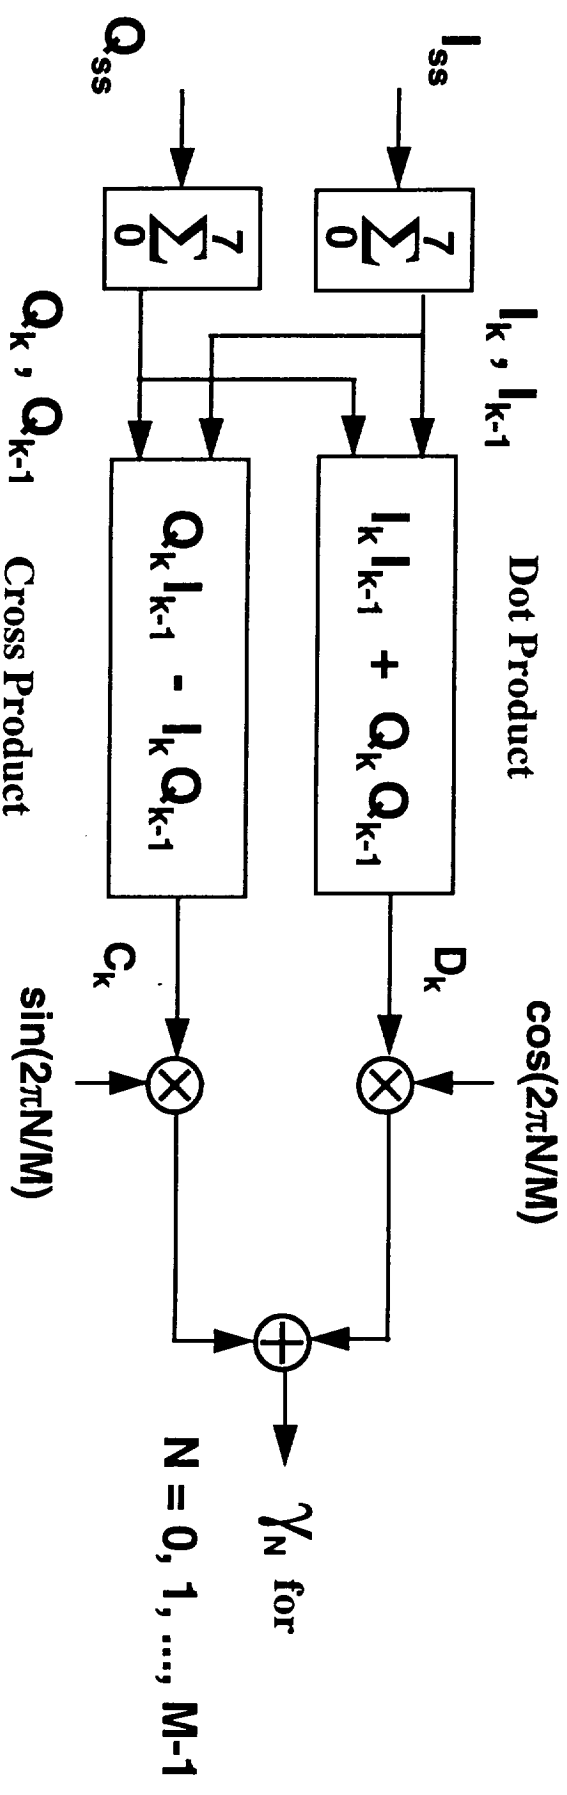 I_ss
Q_ss
7
Σ
0
7
Σ
0
I_k , I_k-1
Q_k , Q_k-1
Dot Product
I_k I_k-1 + Q_k Q_k-1
Q_k I_k-1 - I_k Q_k-1
Cross Product
D_k
C_k
cos(2πN/M)
sin(2πN/M)
γ_N for
N = 0, 1, ..., M-1